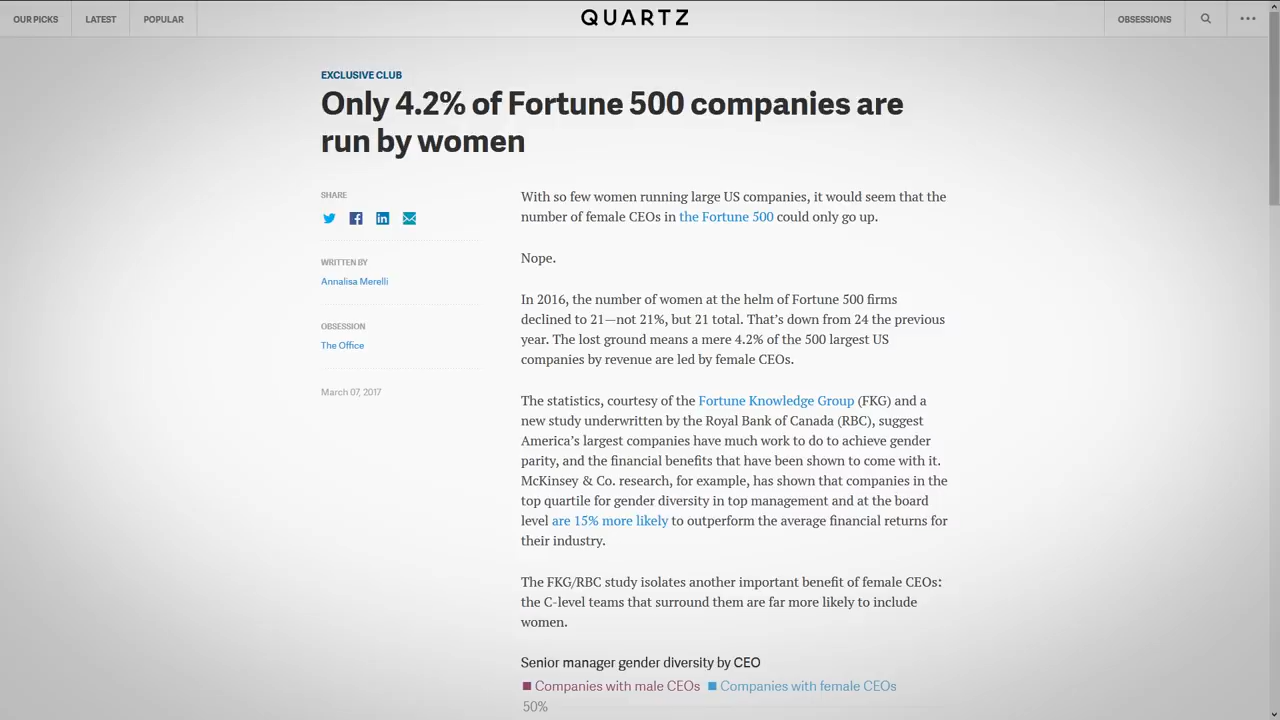 OUR PICKS
LATEST
POPULAR
QUARTZ
OBSESSIONS
EXCLUSIVE CLUB
Only 4.2% of Fortune 500 companies are
run by women
SHARE
WRITTEN BY
Annalisa Merelli
OBSESSION
The Office
March 07, 2017
With so few women running large US companies, it would seem that the
number of female CEOs in the Fortune 500 could only go up.
Nope.
In 2016, the number of women at the helm of Fortune 500 firms
declined to 21—not 21%, but 21 total. That's down from 24 the previous
year. The lost ground means a mere 4.2% of the 500 largest US
companies by revenue are led by female CEOs.
The statistics, courtesy of the Fortune Knowledge Group (FKG) and a
new study underwritten by the Royal Bank of Canada (RBC), suggest
America's largest companies have much work to do to achieve gender
parity, and the financial benefits that have been shown to come with it.
McKinsey & Co. research, for example, has shown that companies in the
top quartile for gender diversity in top management and at the board
level are 15% more likely to outperform the average financial returns for
their industry.
The FKG/RBC study isolates another important benefit of female CEOs:
the C-level teams that surround them are far more likely to include
women.
Senior manager gender diversity by CEO
Companies with male CEOs
Companies with female CEOs
50%